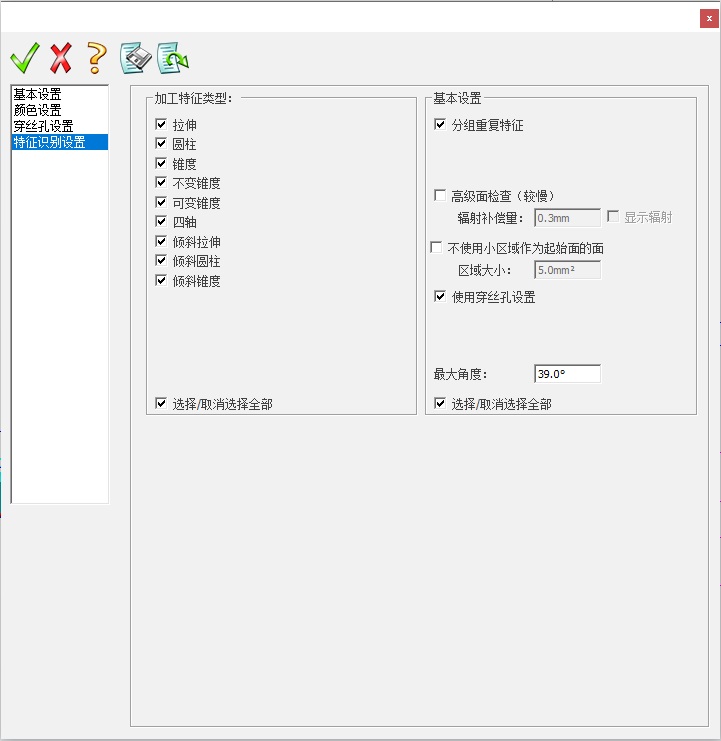 x
?
基本设置
颜色设置
穿丝孔设置
特征识别设置
加工特征类型:
拉伸
圆柱
锥度
不变锥度
可变锥度
四轴
倾斜拉伸
倾斜圆柱
倾斜锥度
选择/取消选择全部
基本设置
分组重复特征
高级面检查（较慢）
辐射补偿量: 0.3mm 显示辐射
不使用小区域作为起始面的面
区域大小: 5.0mm²
使用穿丝孔设置
最大角度: 39.0°
选择/取消选择全部